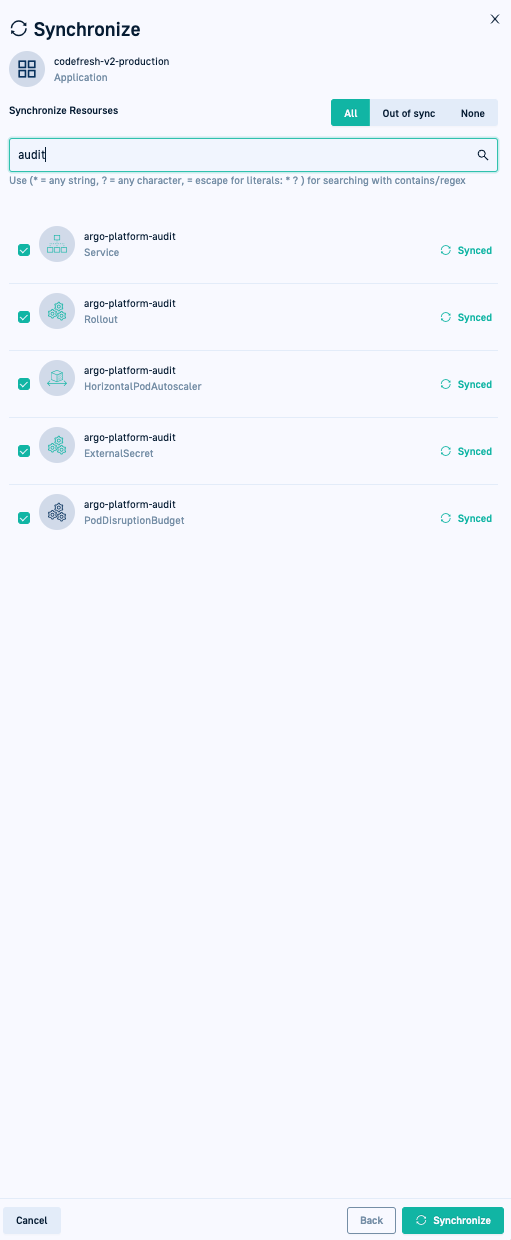 Synchronize
codefresh-v2-production
Application
Synchronize Resourses
All
Out of sync
None
audit
Use (* = any string, ? = any character, = escape for literals: * ? ) for searching with contains/regex
argo-platform-audit
Service
Synced
argo-platform-audit
Rollout
Synced
argo-platform-audit
HorizontalPodAutoscaler
Synced
argo-platform-audit
ExternalSecret
Synced
argo-platform-audit
PodDisruptionBudget
Synced
Cancel
Back
Synchronize